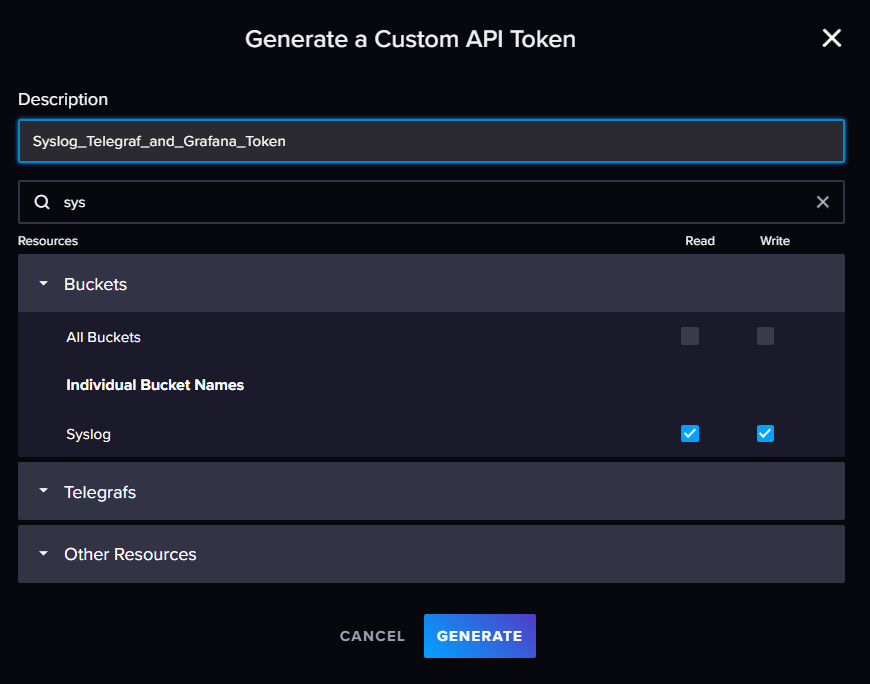 Generate a Custom API Token
Description
Syslog_Telegraf_and_Grafana_Token
sys
Resources Read Write
Buckets
All Buckets
Individual Bucket Names
Syslog
Telegrafs
Other Resources
CANCEL GENERATE